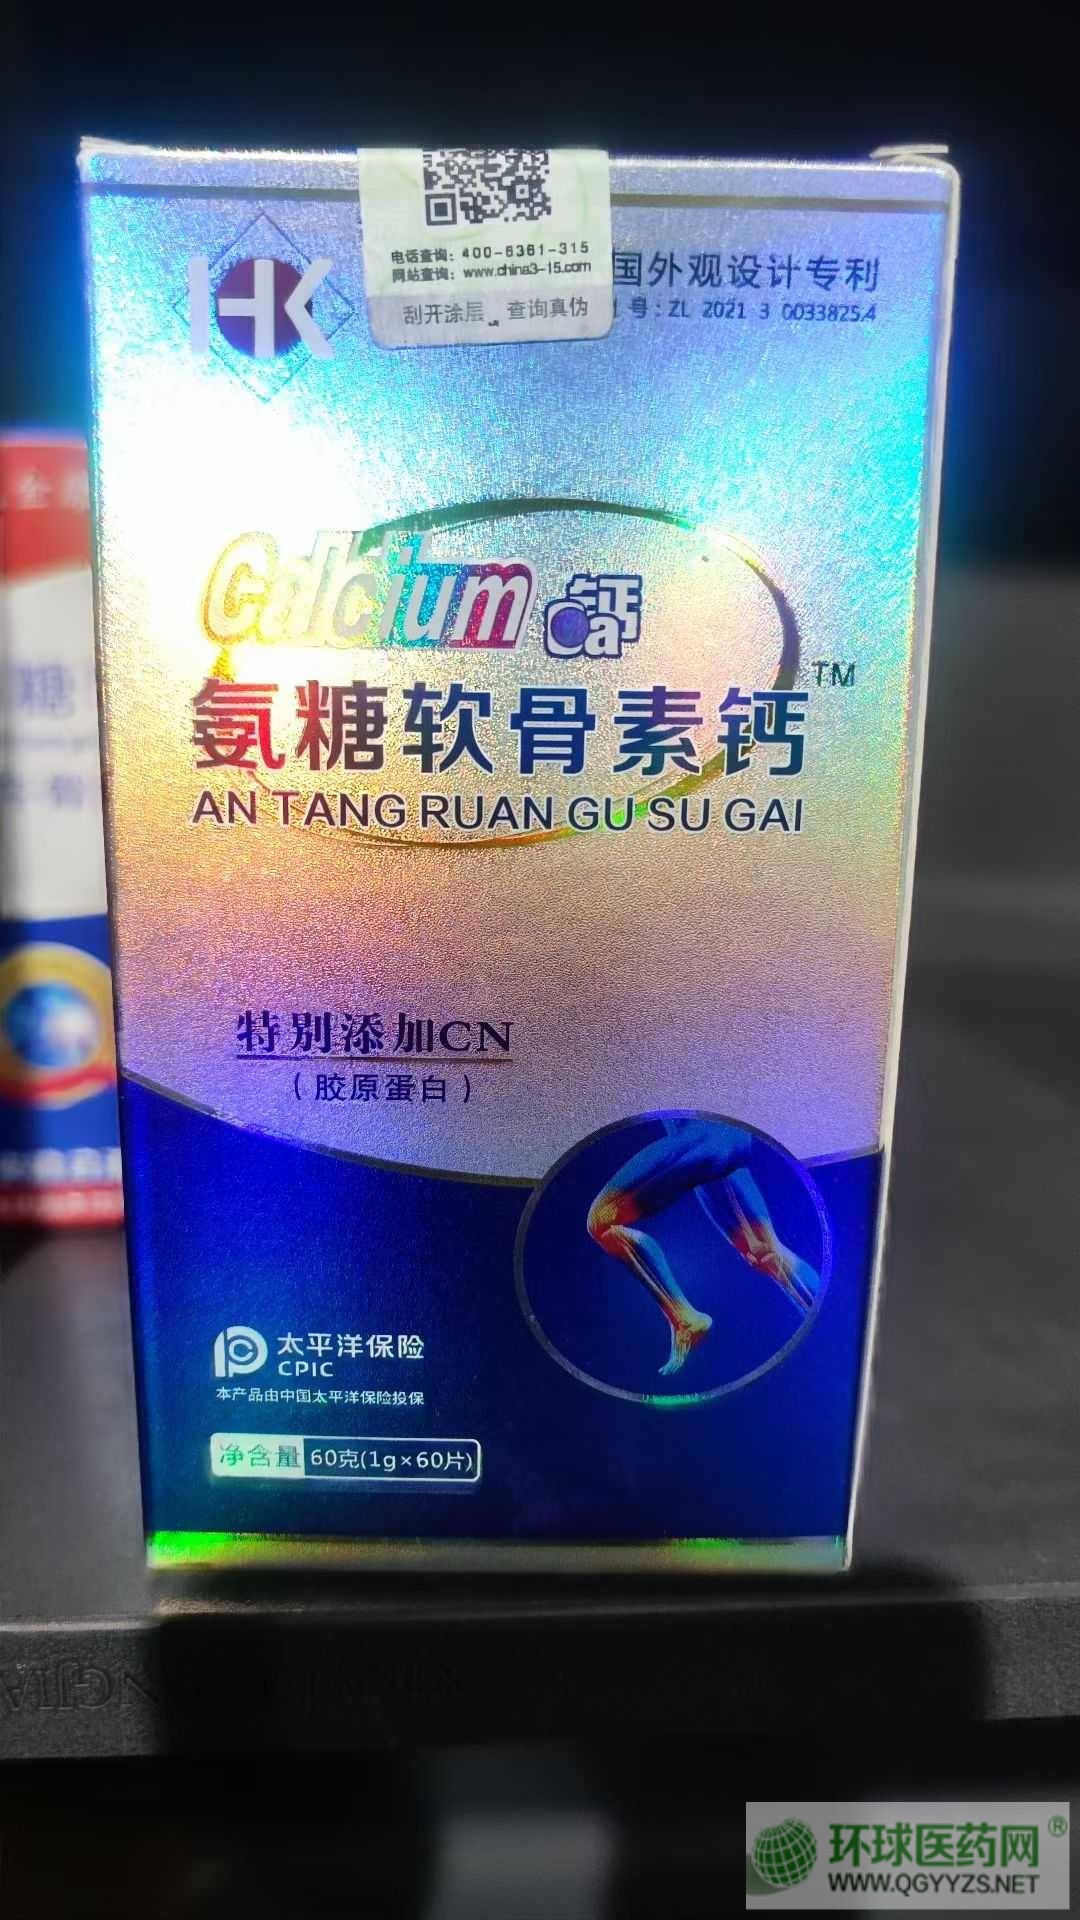 电话查询：400-6361-315
网站查询：www.china3-15.com
刮开涂层 查询真伪
HK
国外观设计专利
号：ZL 2021 3 0033825.4
Calcium 钙 Ca
氨糖软骨素钙 TM
AN TANG RUAN GU SU GAI
特别添加CN
（胶原蛋白）
太平洋保险
CPIC
本产品由中国太平洋保险投保
净含量 60克(1g×60片)
环球医药网®
WWW.QGYYZS.NET